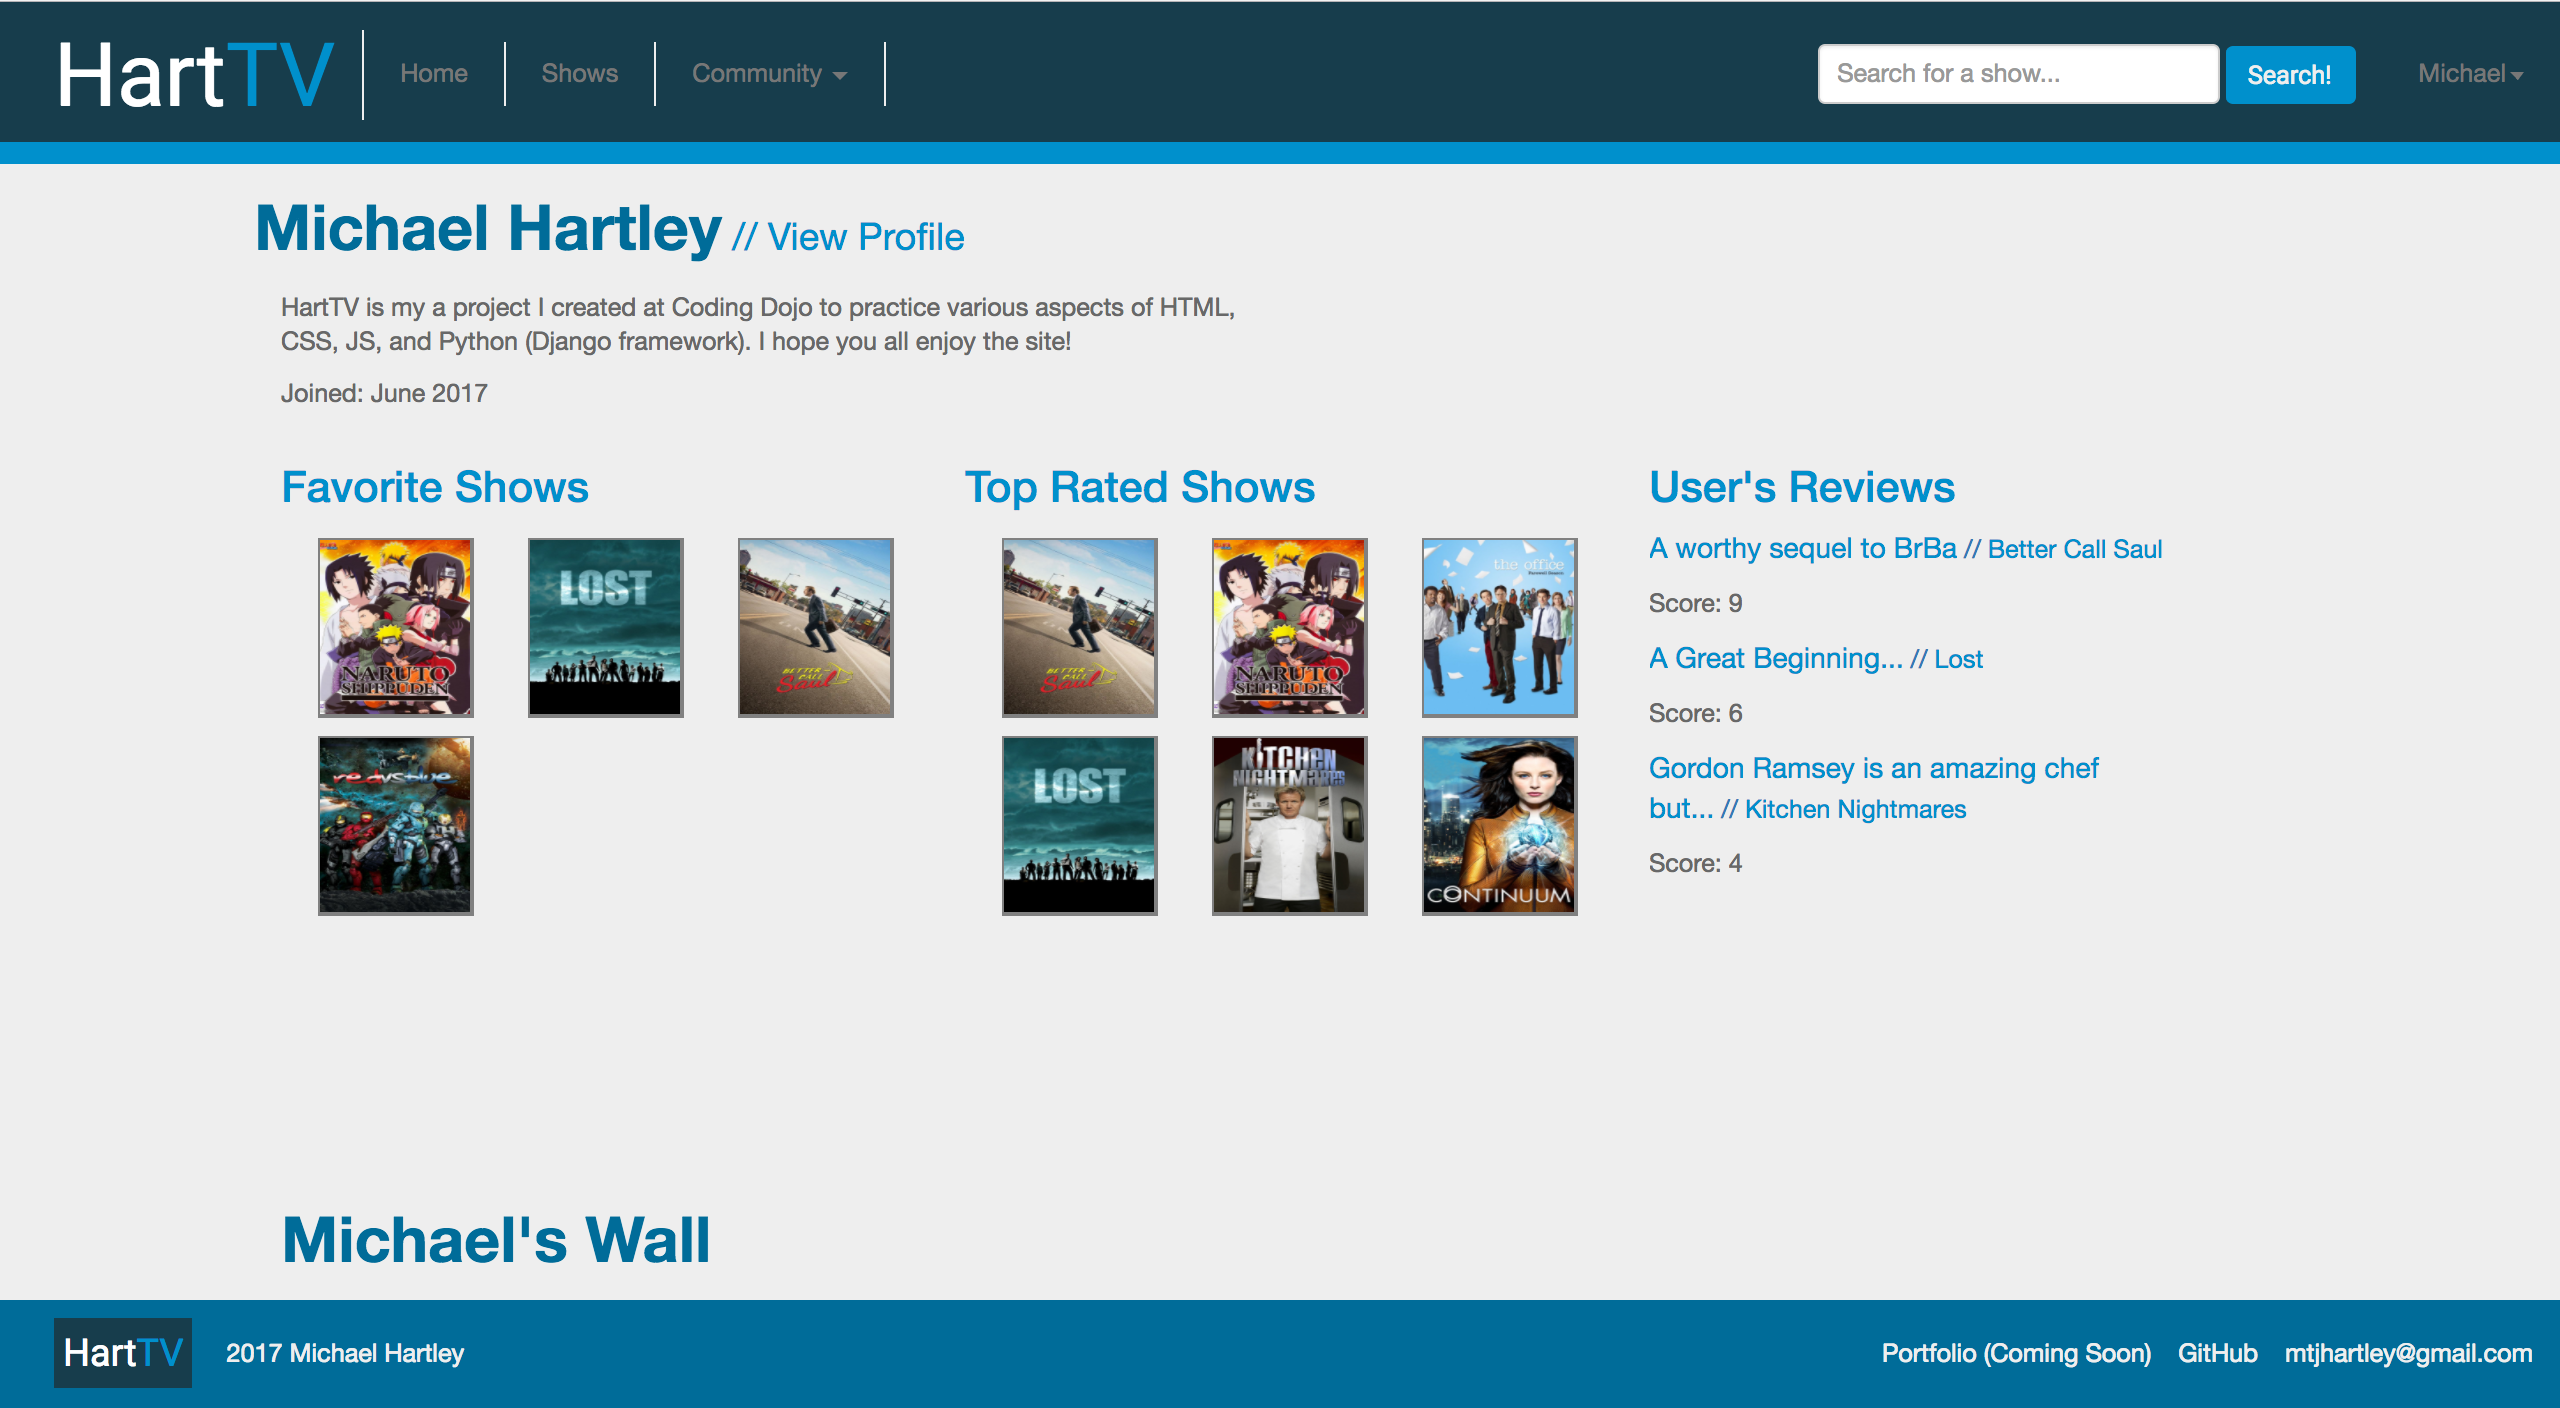 HartTV
Home
Shows
Community
Search for a show...
Search!
Michael
Michael Hartley // View Profile
HartTV is my a project I created at Coding Dojo to practice various aspects of HTML,
CSS, JS, and Python (Django framework). I hope you all enjoy the site!
Joined: June 2017
Favorite Shows
NARUTO
SHIPPUDEN
LOST
BETTER
CALL
Saul
redvsblue
Top Rated Shows
BETTER
CALL
Saul
NARUTO
SHIPPUDEN
the office
LOST
KITCHEN
NIGHTMARES
CONTINUUM
User's Reviews
A worthy sequel to BrBa // Better Call Saul
Score: 9
A Great Beginning... // Lost
Score: 6
Gordon Ramsey is an amazing chef
but... // Kitchen Nightmares
Score: 4
Michael's Wall
HartTV
2017 Michael Hartley
Portfolio (Coming Soon)
GitHub
mtjhartley@gmail.com